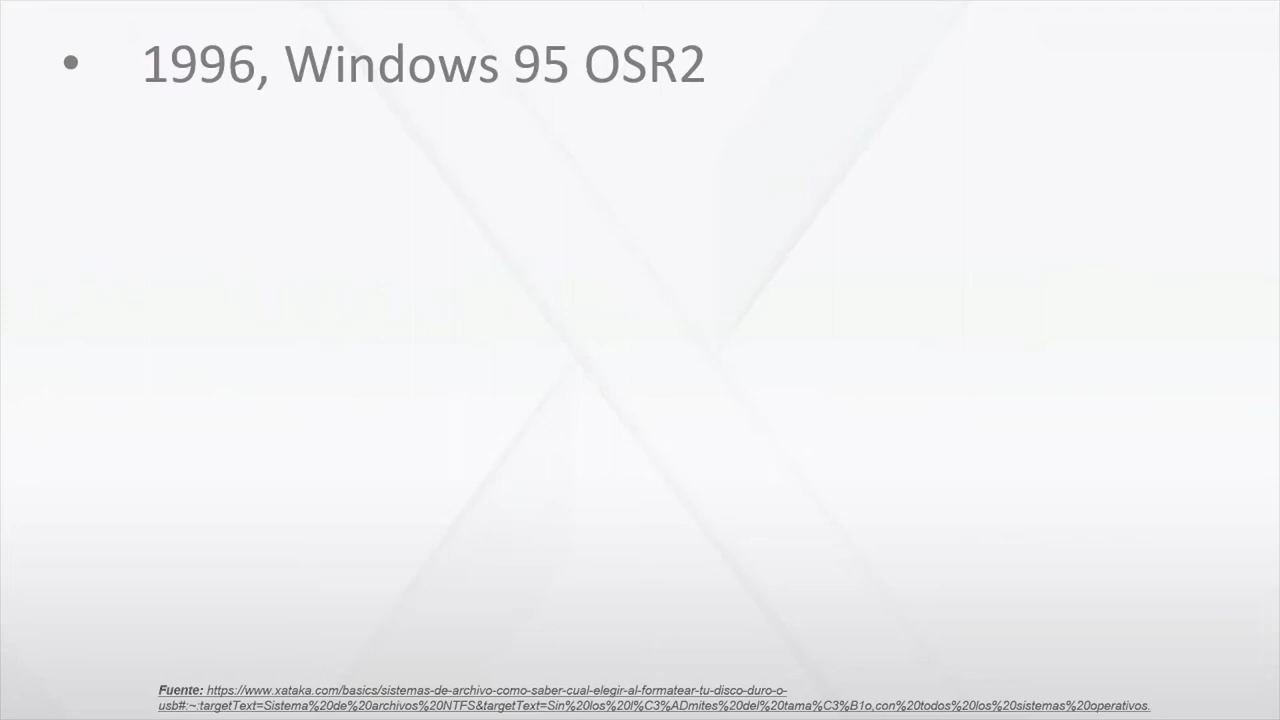 • 1996, Windows 95 OSR2
Fuente: https://www.xataka.com/basics/sistemas-de-archivo-como-saber-cual-elegir-al-formatear-tu-disco-duro-o-
usb#:~:targetText=Sistema%20de%20archivos%20NTFS&targetText=Sin%20los%20l%C3%ADmites%20del%20tama%C3%B1o,con%20todos%20los%20sistemas%20operativos.